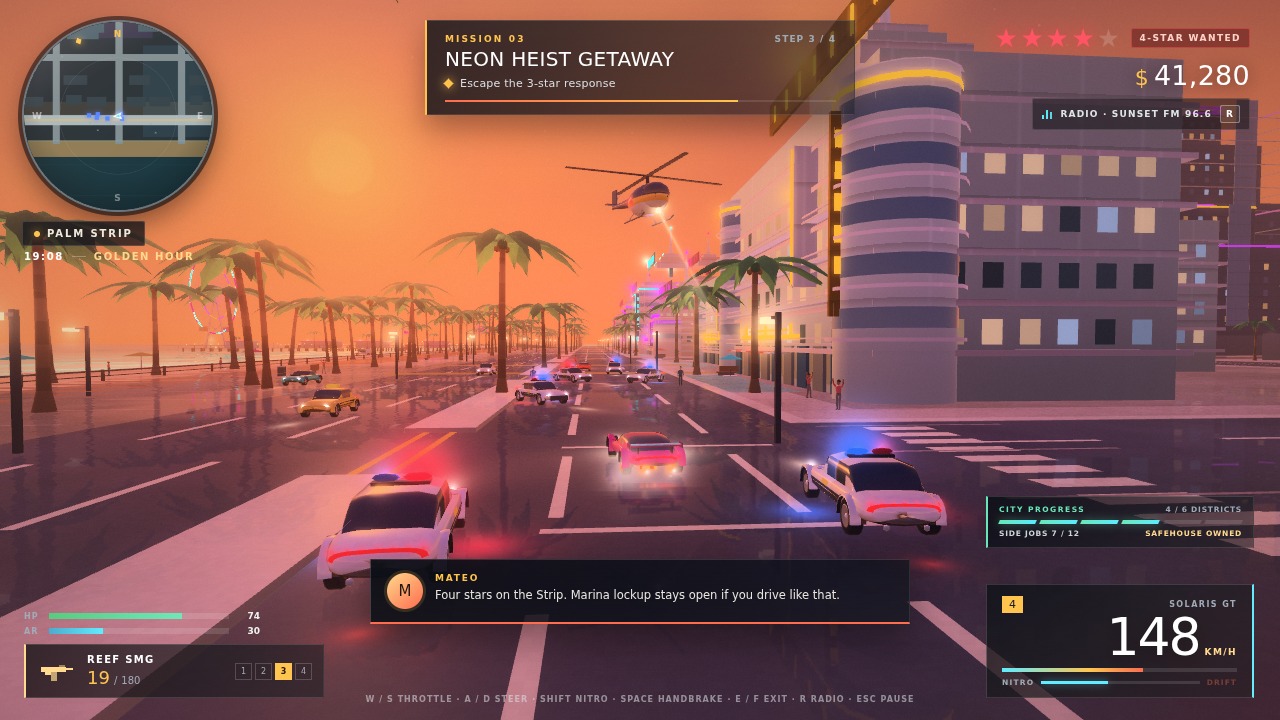 N
W
E
S
PALM STRIP
19:08 — GOLDEN HOUR
MISSION 03
STEP 3 / 4
NEON HEIST GETAWAY
Escape the 3-star response
4-STAR WANTED
$ 41,280
RADIO · SUNSET FM 96.6 R
CITY PROGRESS
4 / 6 DISTRICTS
SIDE JOBS 7 / 12
SAFEHOUSE OWNED
M
MATEO
Four stars on the Strip. Marina lockup stays open if you drive like that.
HP 74
AR 30
REEF SMG
19 / 180
1 2 3 4
4
SOLARIS GT
148 KM/H
NITRO
DRIFT
W / S THROTTLE · A / D STEER · SHIFT NITRO · SPACE HANDBRAKE · E / F EXIT · R RADIO · ESC PAUSE